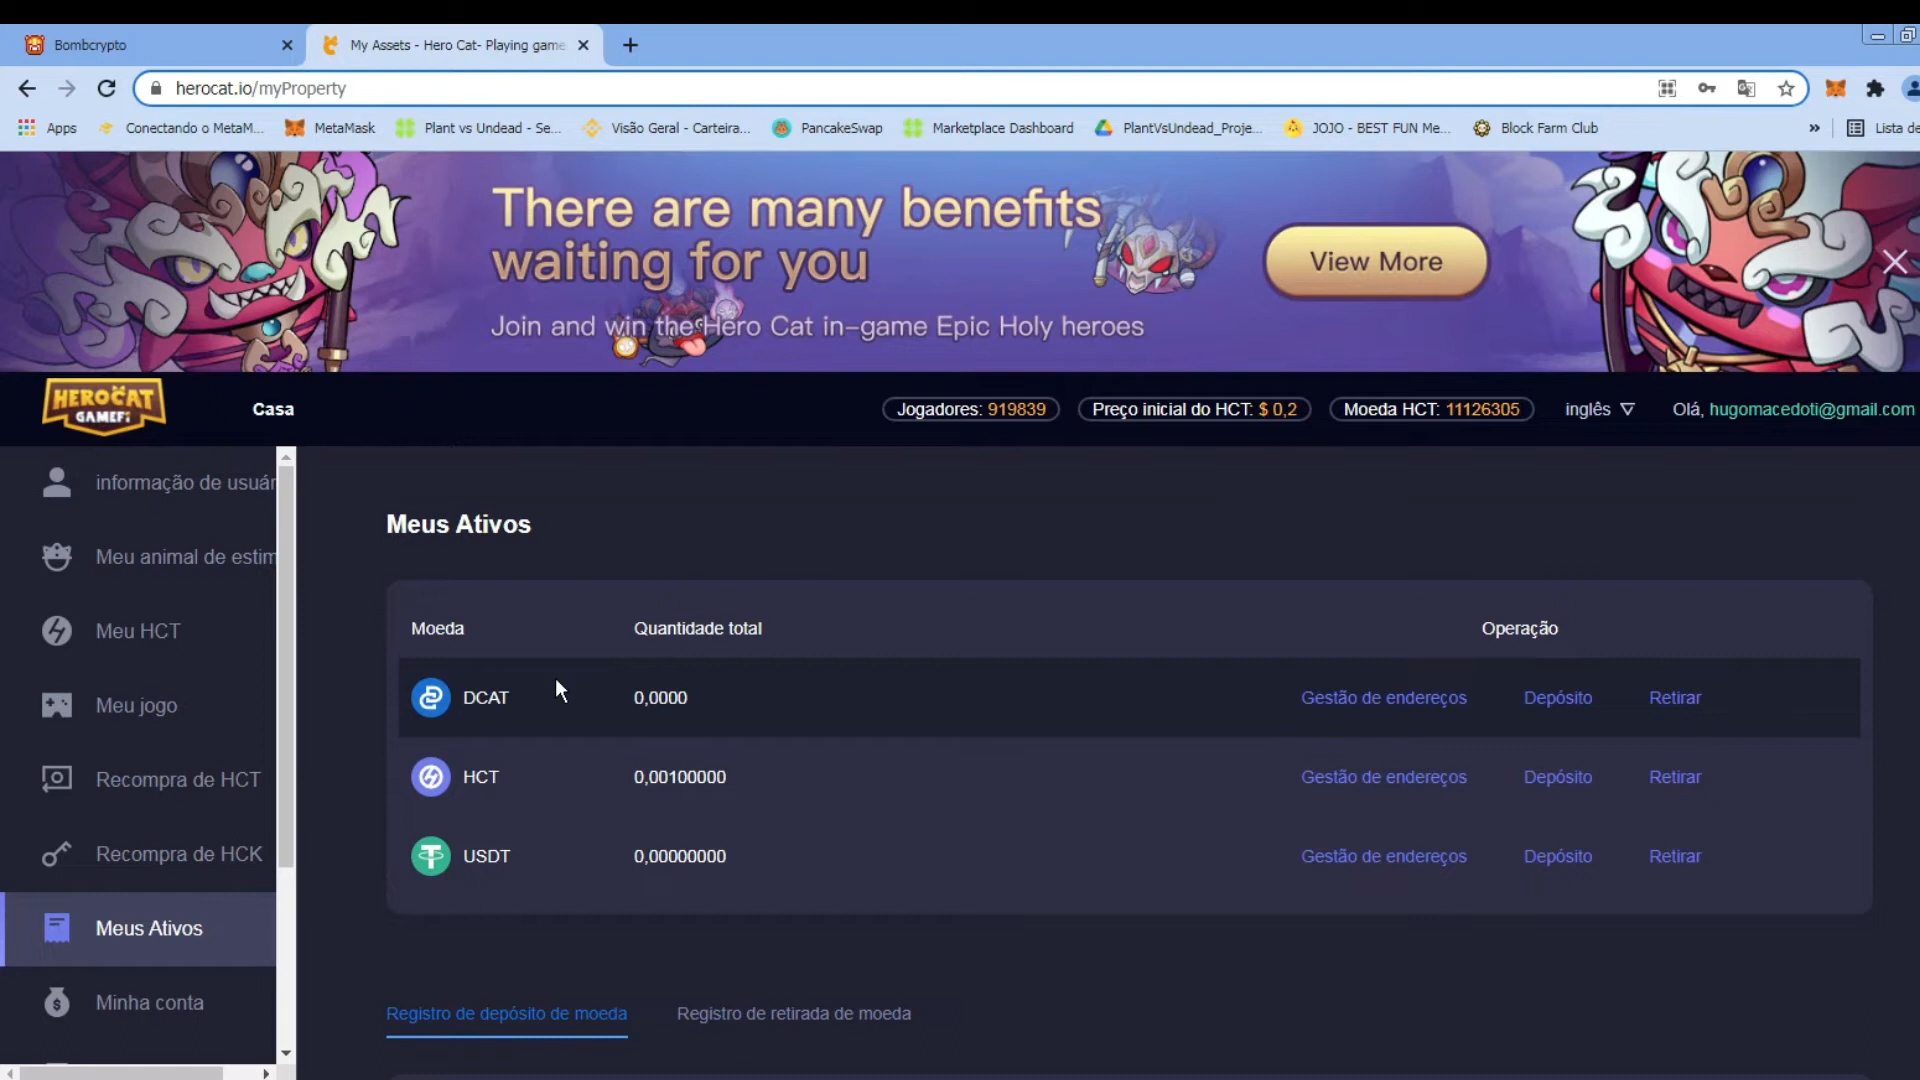 Bombcrypto
My Assets - Hero Cat- Playing game
herocat.io/myProperty
Apps
Conectando o MetaM...
MetaMask
Plant vs Undead - Se...
Visão Geral - Carteira...
PancakeSwap
Marketplace Dashboard
PlantVsUndead_Proje...
JOJO - BEST FUN Me...
Block Farm Club
»
Lista de
There are many benefits
waiting for you
Join and win the Hero Cat in-game Epic Holy heroes
View More
HEROCAT
GAMEFI
Casa
Jogadores: 919839
Preço inicial do HCT: $ 0,2
Moeda HCT: 11126305
inglês
Olá, hugomacedoti@gmail.com
informação de usuár
Meu animal de estim
Meu HCT
Meu jogo
Recompra de HCT
Recompra de HCK
Meus Ativos
Minha conta
Meus Ativos
Moeda
Quantidade total
Operação
DCAT
0,0000
Gestão de endereços
Depósito
Retirar
HCT
0,00100000
Gestão de endereços
Depósito
Retirar
USDT
0,00000000
Gestão de endereços
Depósito
Retirar
Registro de depósito de moeda
Registro de retirada de moeda